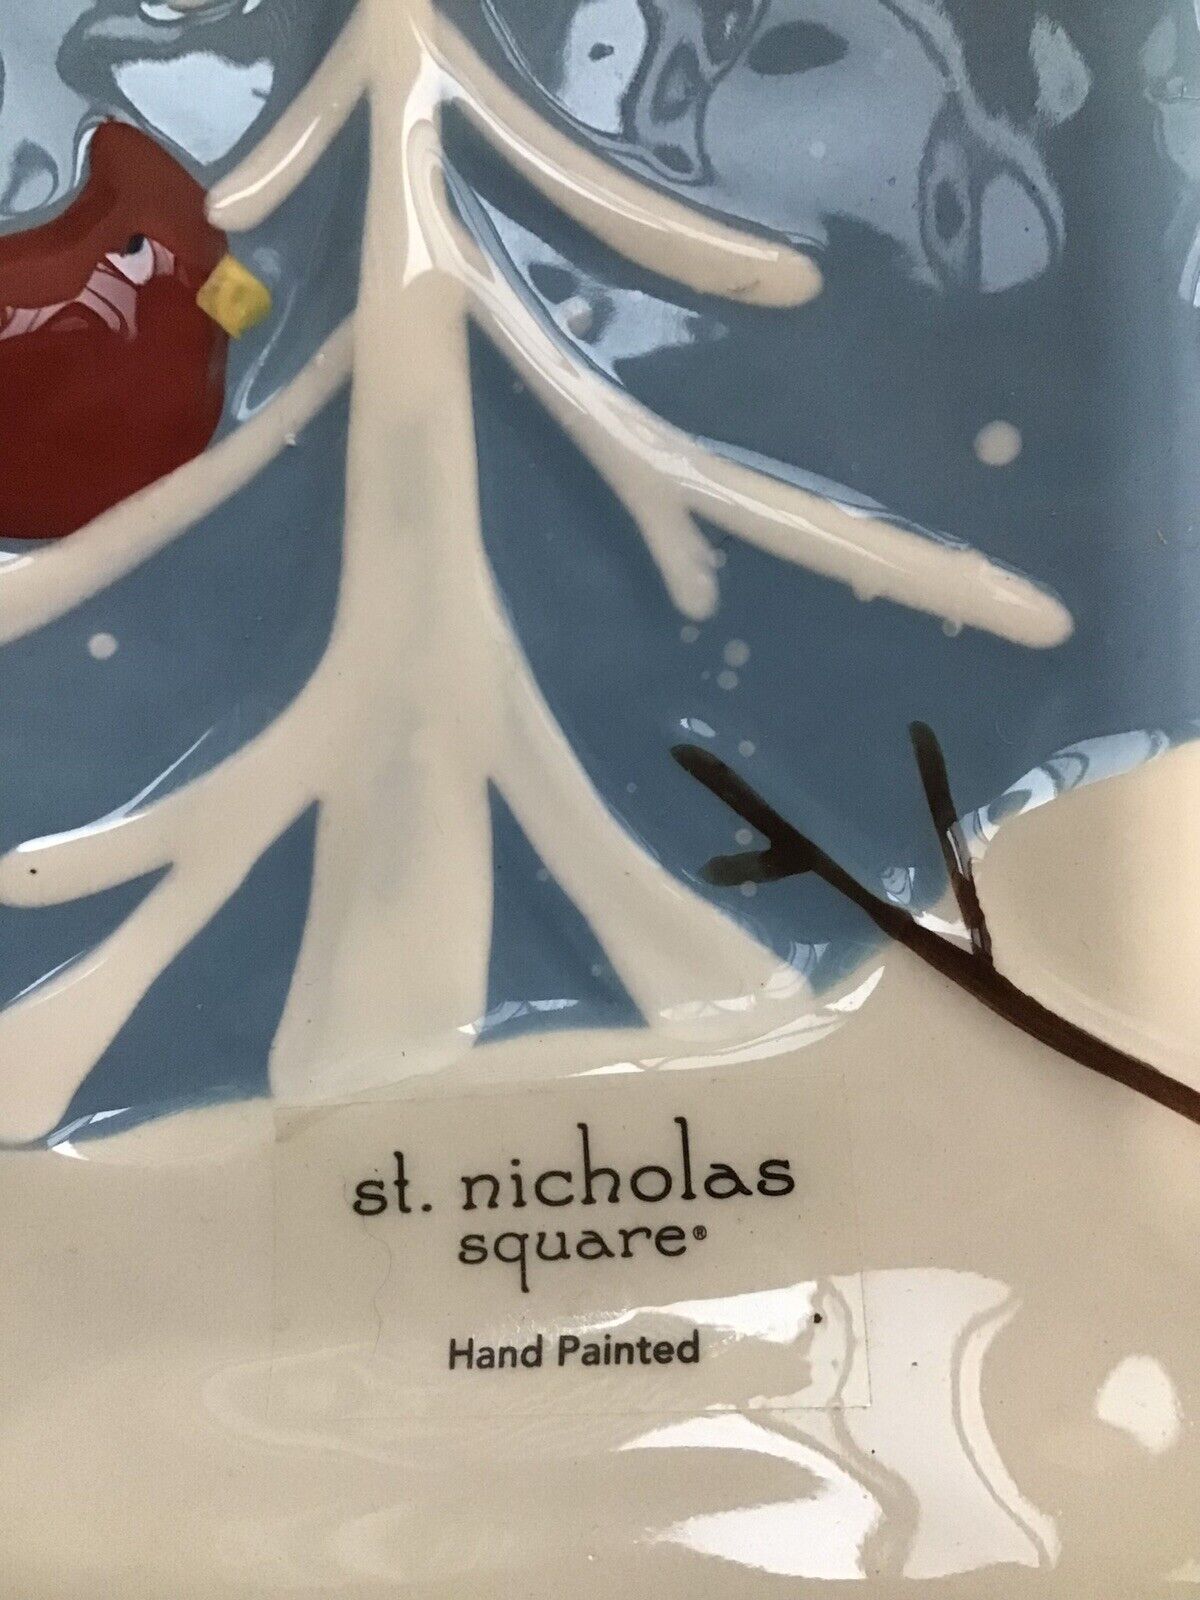 st. nicholas
square®
Hand Painted